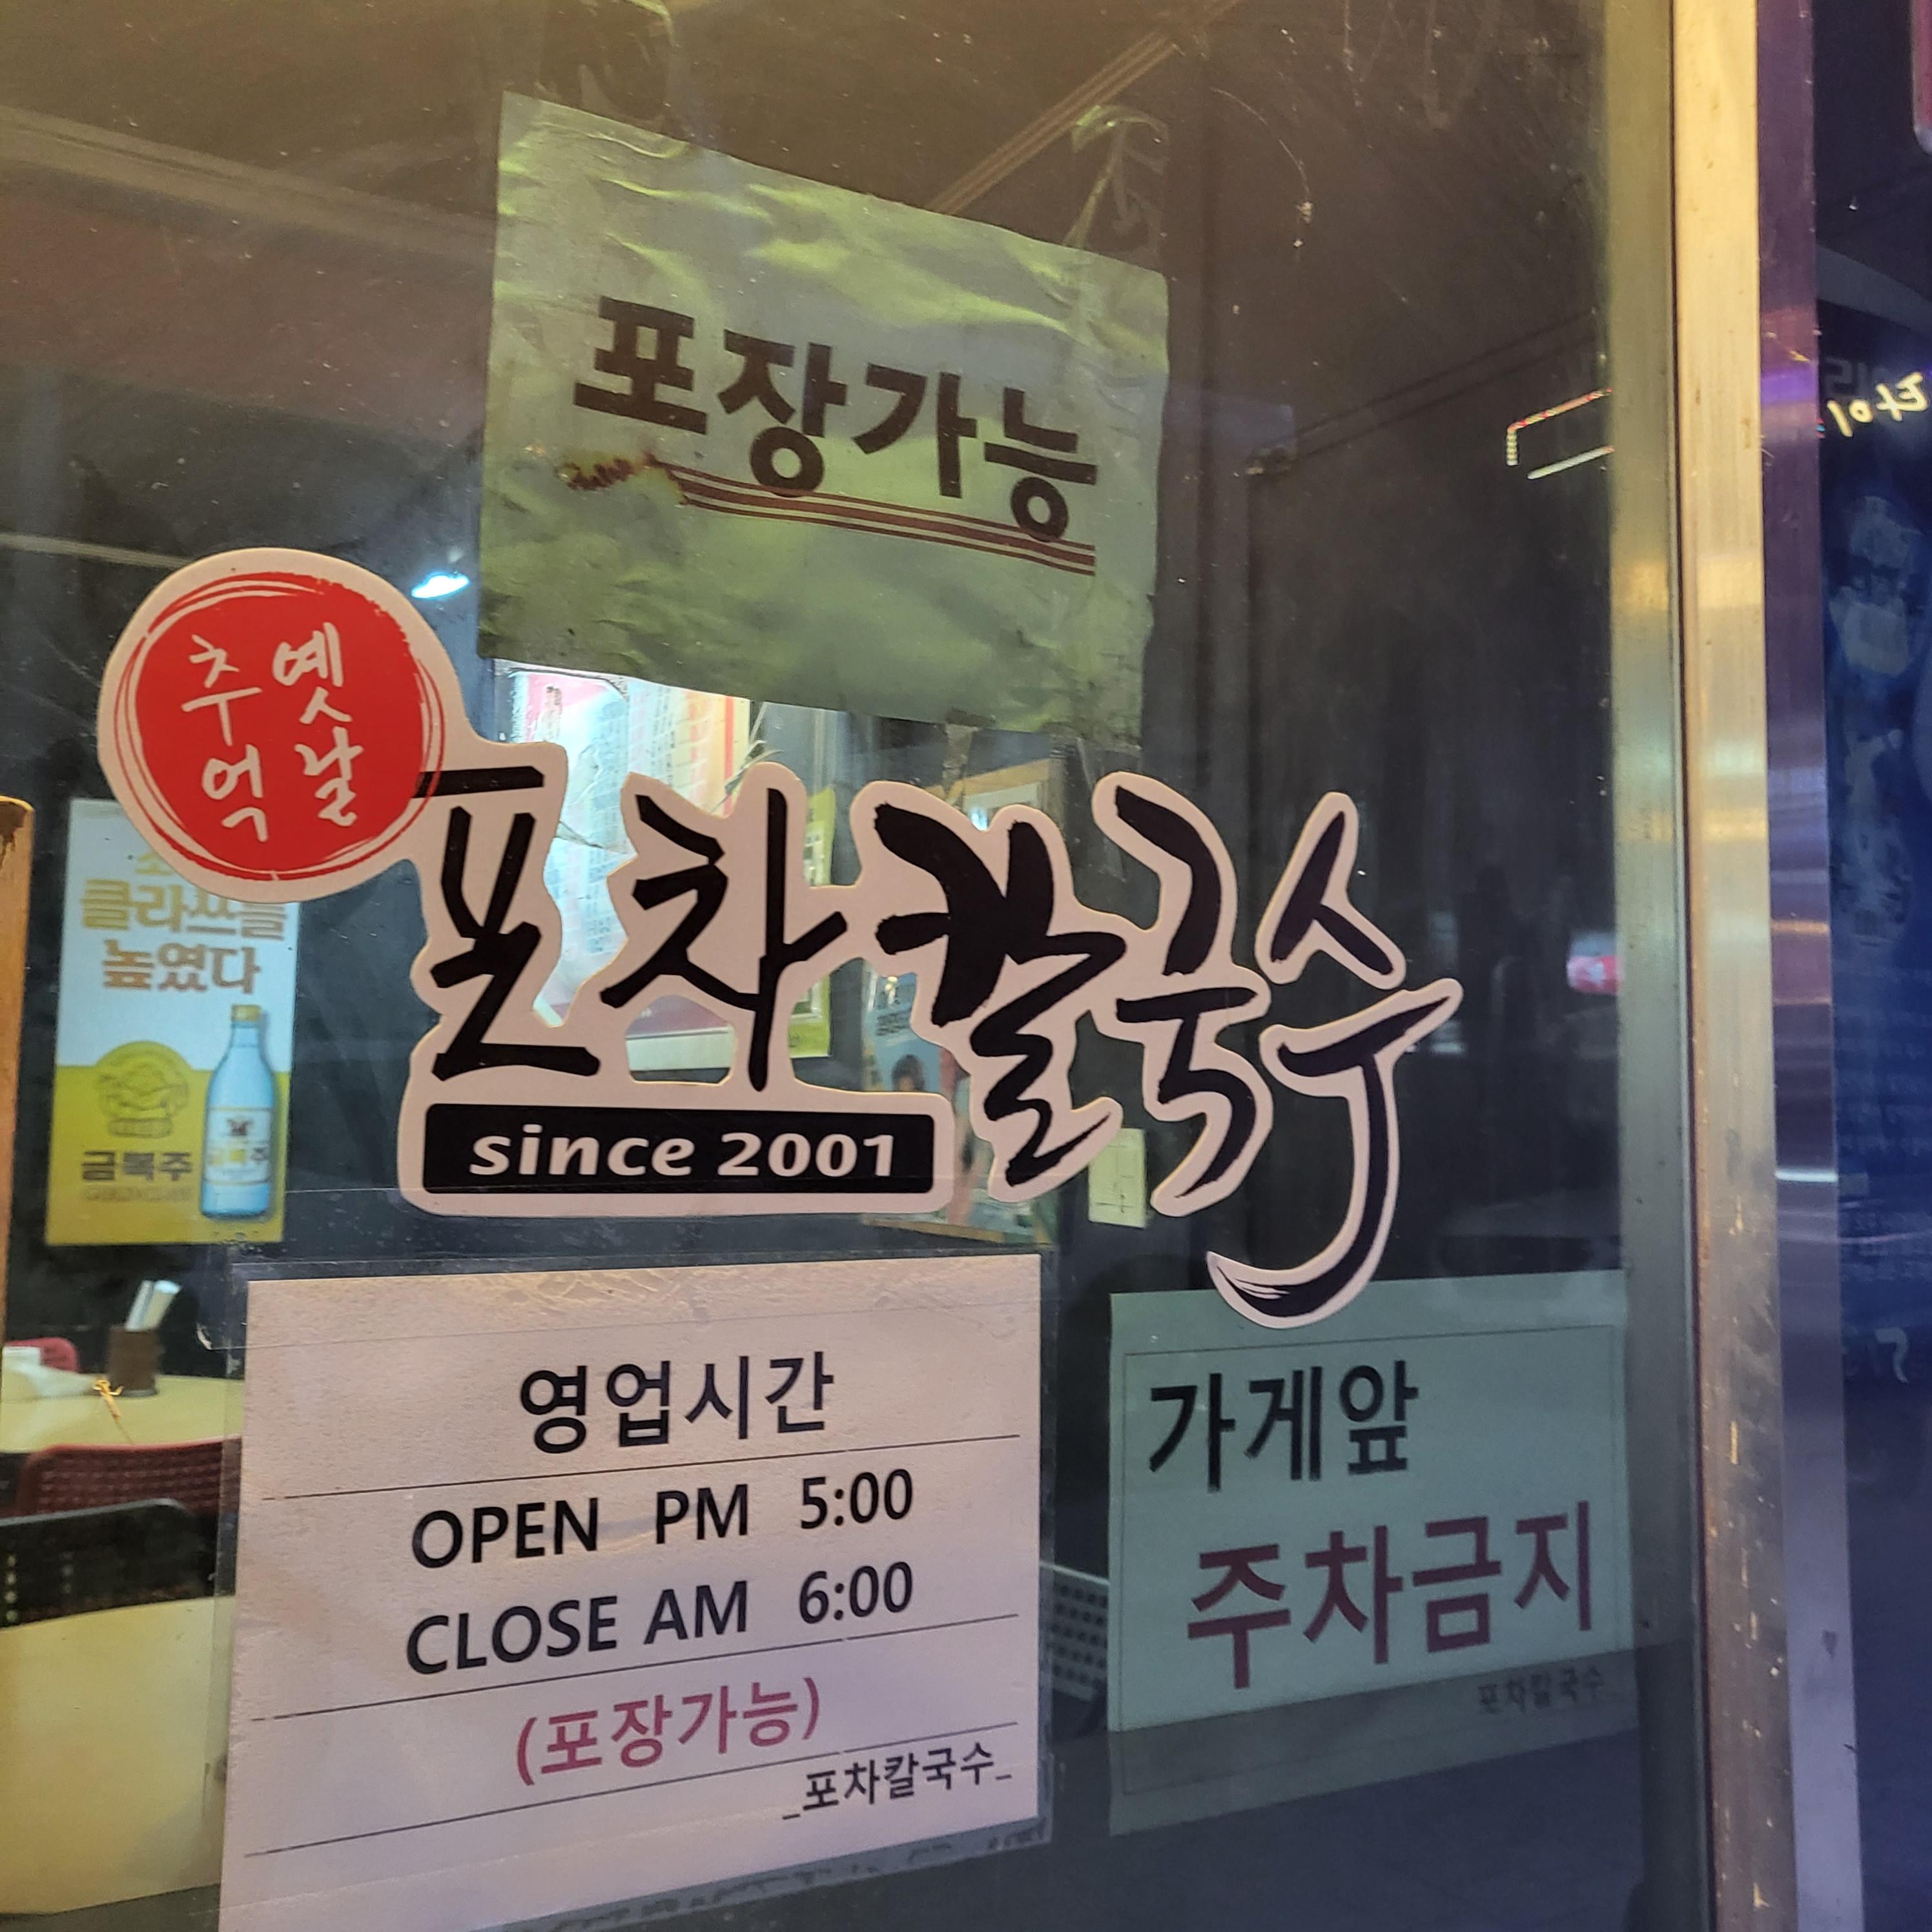 포장가능
옛날
추억
포차칼국수
since 2001
클라쓰를
높였다
금복주
영업시간
OPEN PM 5:00
CLOSE AM 6:00
(포장가능)
_포차칼국수_
가게앞
주차금지
포차칼국수